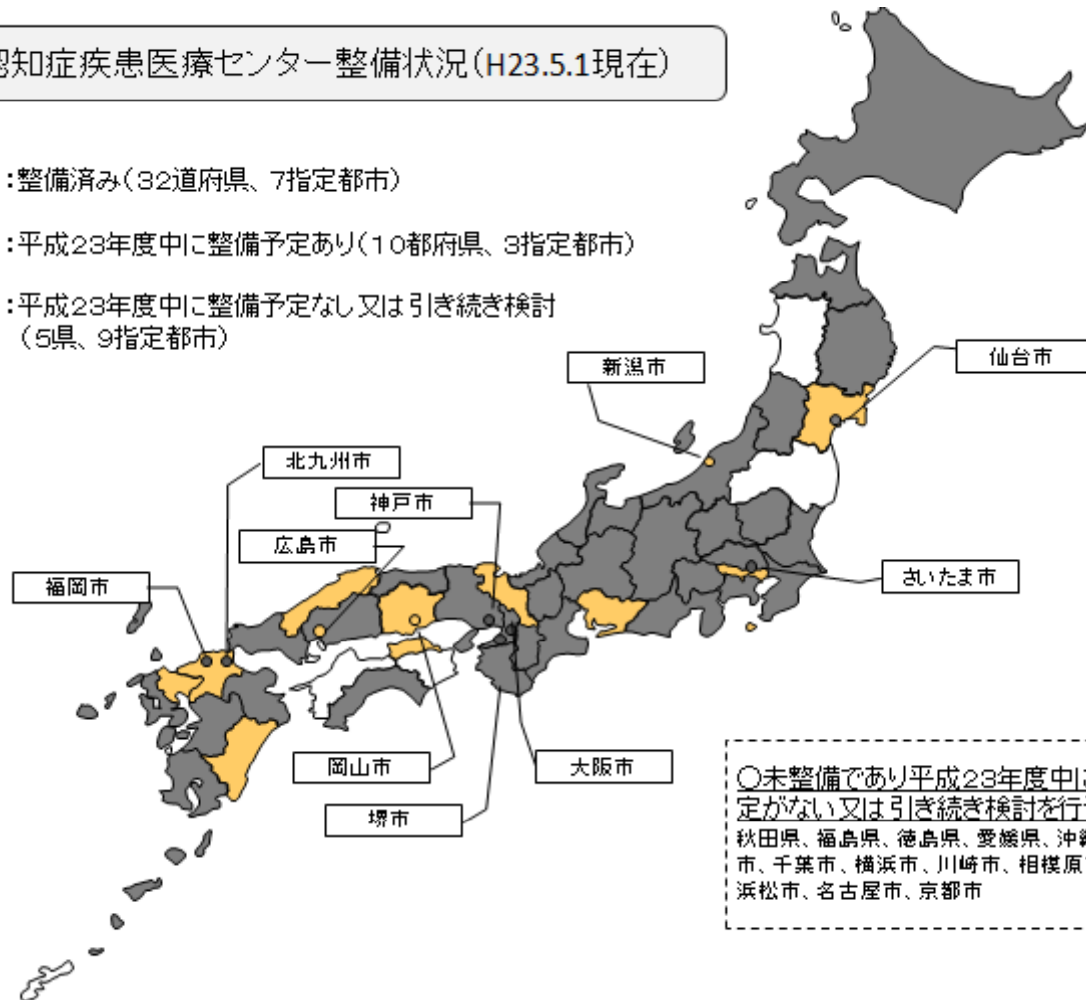 認知症疾患医療センター整備状況(H23.5.1現在)
:整備済み(32道府県、7指定都市)
:平成23年度中に整備予定あり(10都府県、3指定都市)
:平成23年度中に整備予定なし又は引き続き検討
(5県、9指定都市)
新潟市
仙台市
北九州市
神戸市
広島市
福岡市
さいたま市
岡山市
大阪市
堺市
○未整備であり平成23年度中に
定がない又は引き続き検討を行
秋田県、福島県、徳島県、愛媛県、沖縄
市、千葉市、横浜市、川崎市、相模原
浜松市、名古屋市、京都市